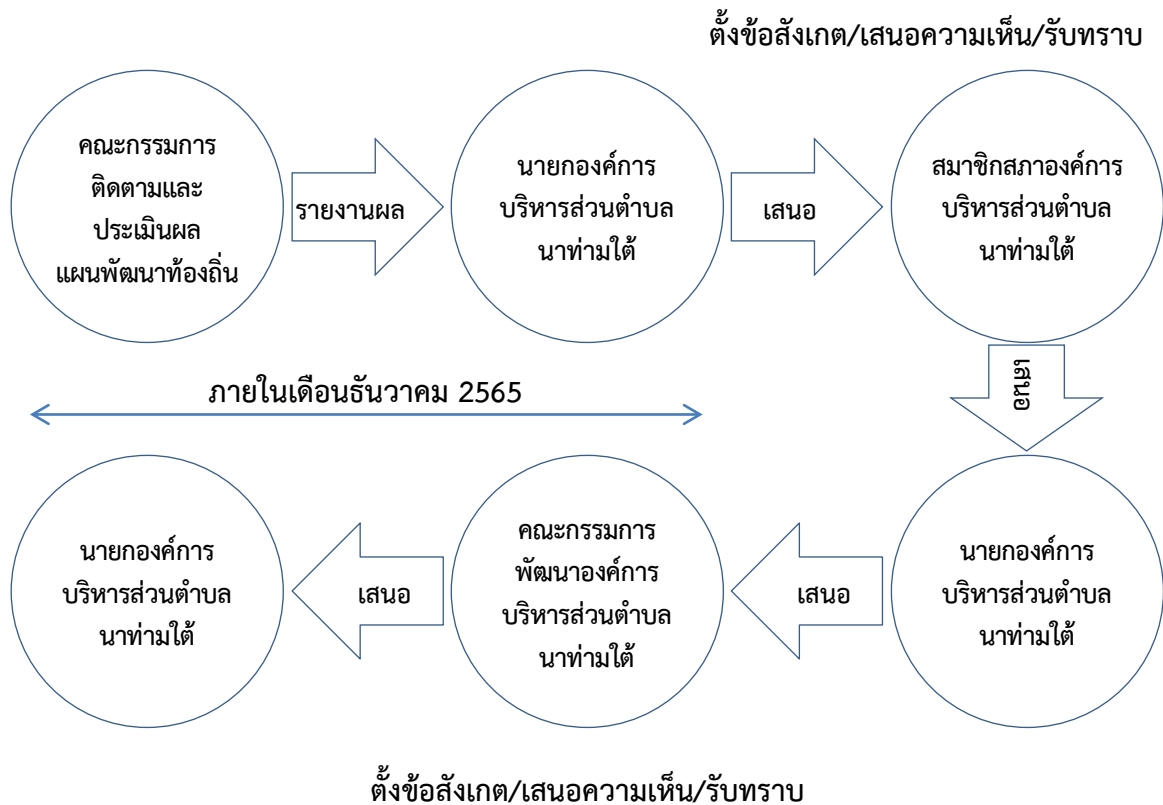 ตั้งข้อสังเกต/เสนอความเห็น/รับทราบ
คณะกรรมการ
ติดตามและ
ประเมินผล
แผนพัฒนาท้องถิ่น
รายงานผล
นายกองค์การ
บริหารส่วนตำบล
นาท่ามใต้
เสนอ
สมาชิกสภาองค์การ
บริหารส่วนตำบล
นาท่ามใต้
เสนอ
ภายในเดือนธันวาคม 2565
นายกองค์การ
บริหารส่วนตำบล
นาท่ามใต้
เสนอ
คณะกรรมการ
พัฒนาองค์การ
บริหารส่วนตำบล
นาท่ามใต้
เสนอ
นายกองค์การ
บริหารส่วนตำบล
นาท่ามใต้
ตั้งข้อสังเกต/เสนอความเห็น/รับทราบ